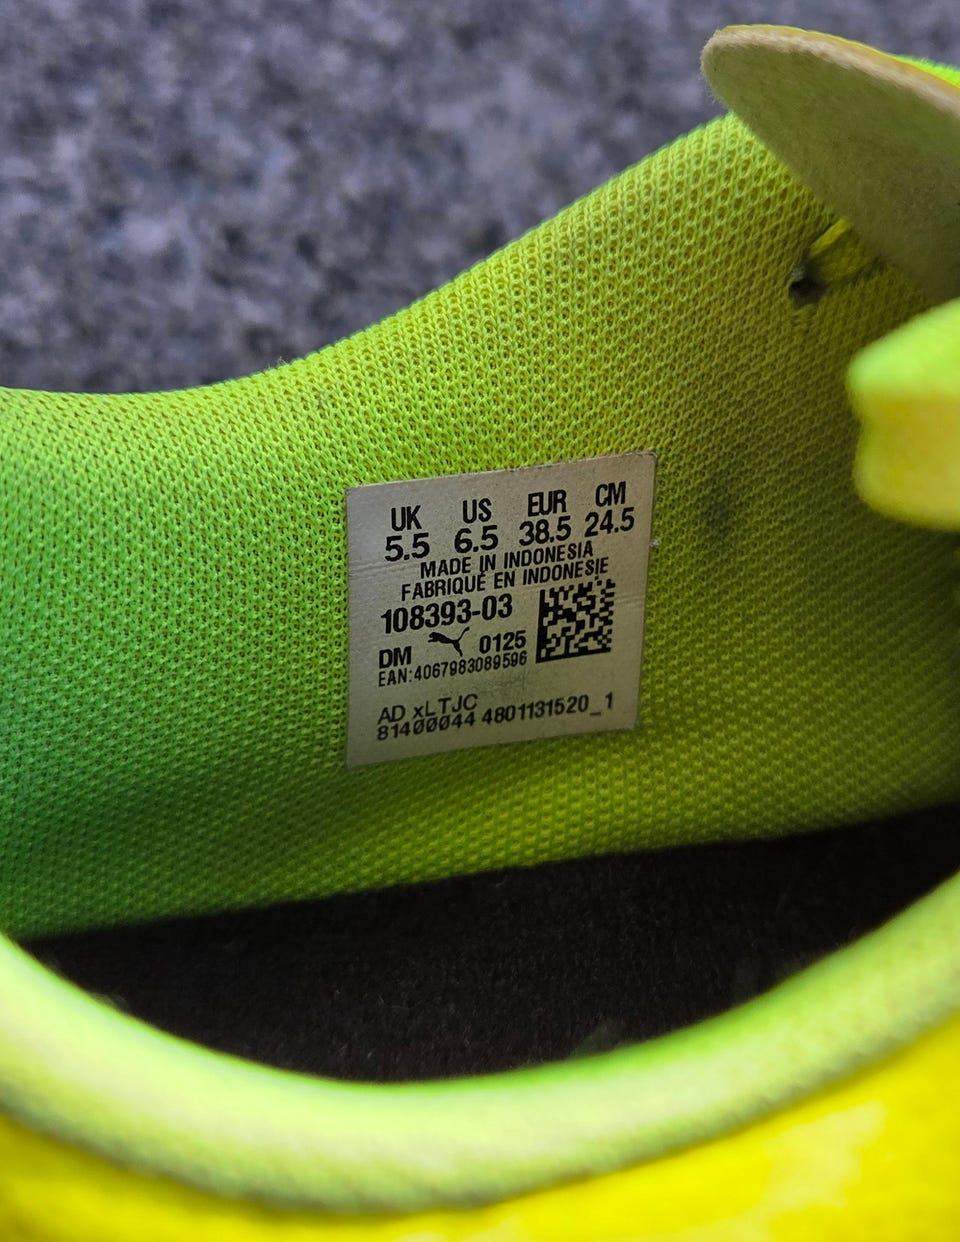 UK US EUR CM
5.5 6.5 38.5 24.5
MADE IN INDONESIA
FABRIQUÉ EN INDONESIE
108393-03
DM 0125
EAN:4067983089596
AD xLTJC
81400044 4801131520_1